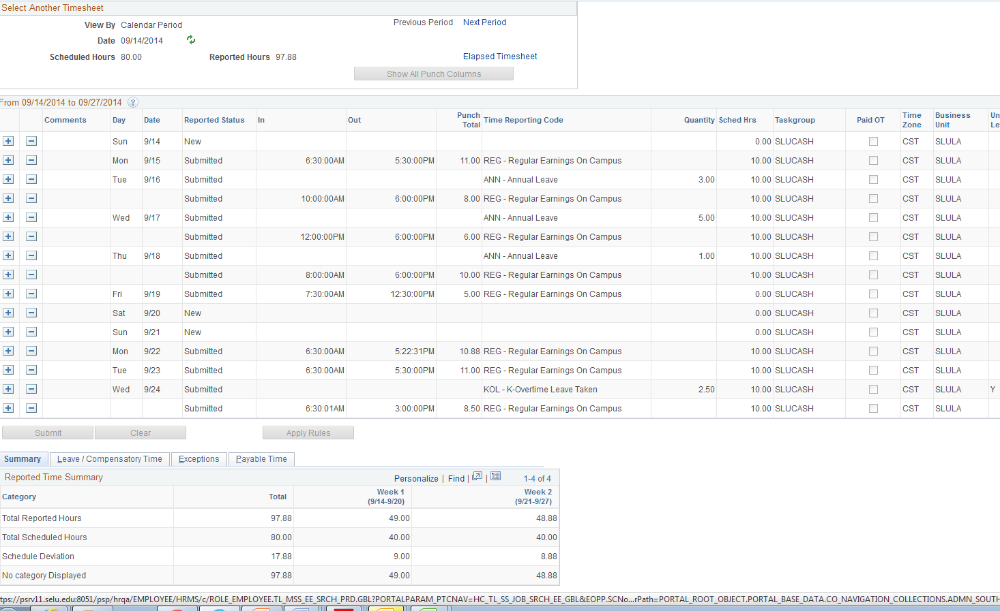 Select Another Timesheet
View By Calendar Period Previous Period Next Period
Date 09/14/2014
Scheduled Hours 80.00 Reported Hours 97.88 Elapsed Timesheet
Show All Punch Columns
From 09/14/2014 to 09/27/2014 ?
Comments Day Date Reported Status In Out Punch Total Time Reporting Code Quantity Sched Hrs Taskgroup Paid OT Time Zone Business Unit Un Le
Sun 9/14 New 0.00 SLUCASH CST SLULA
Mon 9/15 Submitted 6:30:00AM 5:30:00PM 11.00 REG - Regular Earnings On Campus 10.00 SLUCASH CST SLULA
Tue 9/16 Submitted ANN - Annual Leave 3.00 10.00 SLUCASH CST SLULA
Submitted 10:00:00AM 6:00:00PM 8.00 REG - Regular Earnings On Campus 10.00 SLUCASH CST SLULA
Wed 9/17 Submitted ANN - Annual Leave 5.00 10.00 SLUCASH CST SLULA
Submitted 12:00:00PM 6:00:00PM 6.00 REG - Regular Earnings On Campus 10.00 SLUCASH CST SLULA
Thu 9/18 Submitted ANN - Annual Leave 1.00 10.00 SLUCASH CST SLULA
Submitted 8:00:00AM 6:00:00PM 10.00 REG - Regular Earnings On Campus 10.00 SLUCASH CST SLULA
Fri 9/19 Submitted 7:30:00AM 12:30:00PM 5.00 REG - Regular Earnings On Campus 0.00 SLUCASH CST SLULA
Sat 9/20 New 0.00 SLUCASH CST SLULA
Sun 9/21 New 0.00 SLUCASH CST SLULA
Mon 9/22 Submitted 6:30:00AM 5:22:31PM 10.88 REG - Regular Earnings On Campus 10.00 SLUCASH CST SLULA
Tue 9/23 Submitted 6:30:00AM 5:30:00PM 11.00 REG - Regular Earnings On Campus 10.00 SLUCASH CST SLULA
Wed 9/24 Submitted KOL - K-Overtime Leave Taken 2.50 10.00 SLUCASH CST SLULA Y
Submitted 6:30:01AM 3:00:00PM 8.50 REG - Regular Earnings On Campus 10.00 SLUCASH CST SLULA
Submit Clear Apply Rules
Summary Leave / Compensatory Time Exceptions Payable Time
Reported Time Summary Personalize | Find | | 1-4 of 4
Category Total Week 1 (9/14-9/20) Week 2 (9/21-9/27)
Total Reported Hours 97.88 49.00 48.88
Total Scheduled Hours 80.00 40.00 40.00
Schedule Deviation 17.88 9.00 8.88
No category Displayed 97.88 49.00 48.88
tps://psrv11.selu.edu:8051/psp/hrqa/EMPLOYEE/HRMS/c/ROLE_EMPLOYEE.TL_MSS_EE_SRCH_PRD.GBL?PORTALPARAM_PTCNAV=HC_TL_SS_JOB_SRCH_EE_GBL&EOPP.SCNo...rPath=PORTAL_ROOT_OBJECT.PORTAL_BASE_DATA.CO_NAVIGATION_COLLECTIONS.ADMN_SOUTH